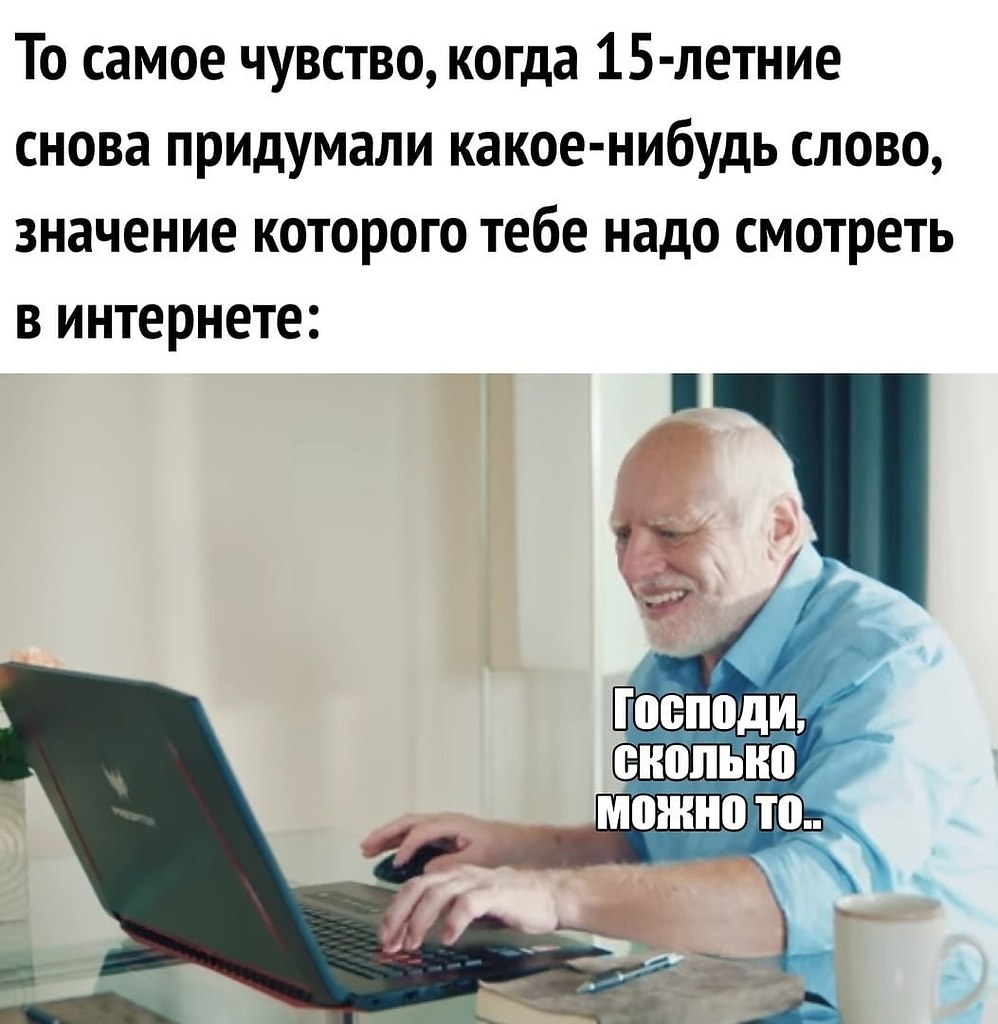 То самое чувство, когда 15-летние
снова придумали какое-нибудь слово,
значение которого тебе надо смотреть
в интернете:
Господи,
сколько
можно то..
PREDATOR